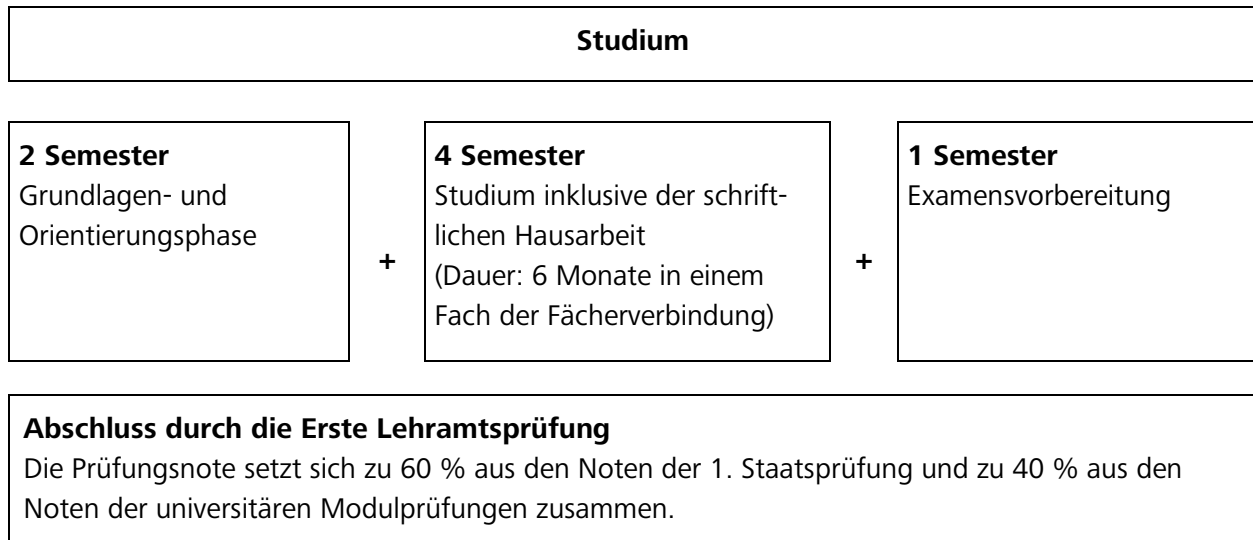 Studium
2 Semester
Grundlagen- und
Orientierungsphase
+
4 Semester
Studium inklusive der schrift-
lichen Hausarbeit
(Dauer: 6 Monate in einem
Fach der Fächerverbindung)
+
1 Semester
Examensvorbereitung
Abschluss durch die Erste Lehramtsprüfung
Die Prüfungsnote setzt sich zu 60 % aus den Noten der 1. Staatsprüfung und zu 40 % aus den
Noten der universitären Modulprüfungen zusammen.